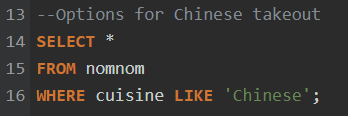 13 --Options for Chinese takeout
14 SELECT *
15 FROM nomnom
16 WHERE cuisine LIKE 'Chinese';